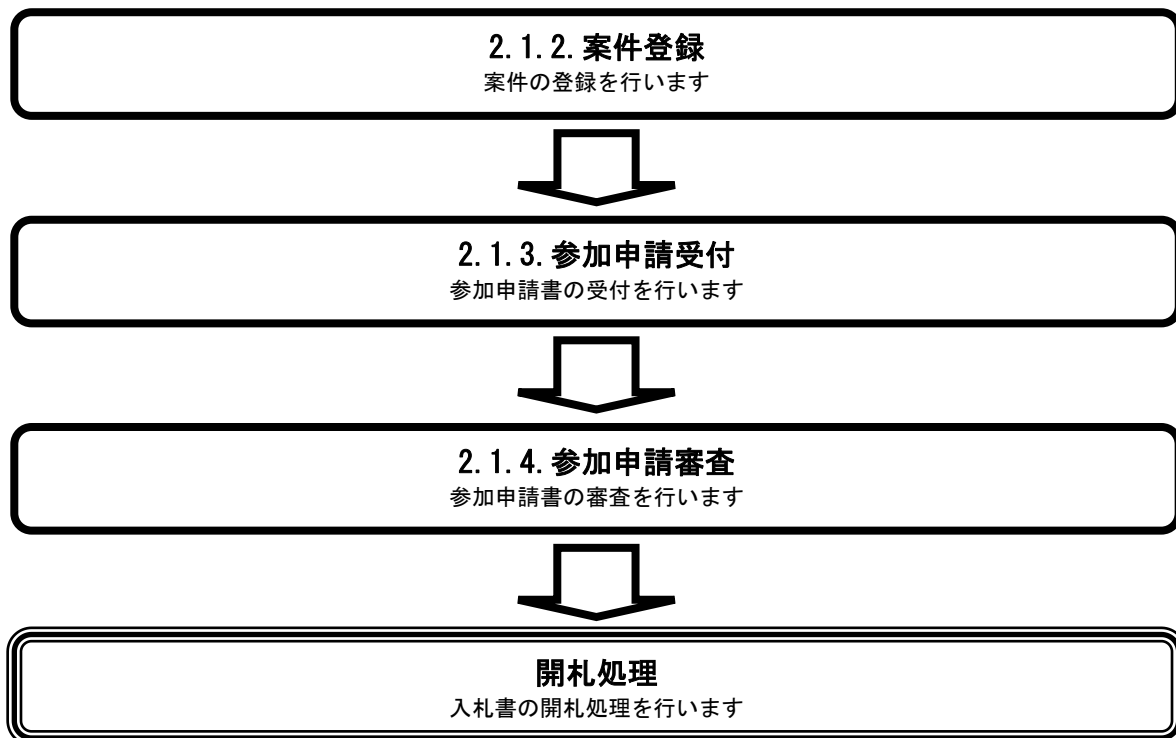 2.1.2.案件登録
案件の登録を行います
2.1.3.参加申請受付
参加申請書の受付を行います
2.1.4.参加申請審査
参加申請書の審査を行います
開札処理
入札書の開札処理を行います